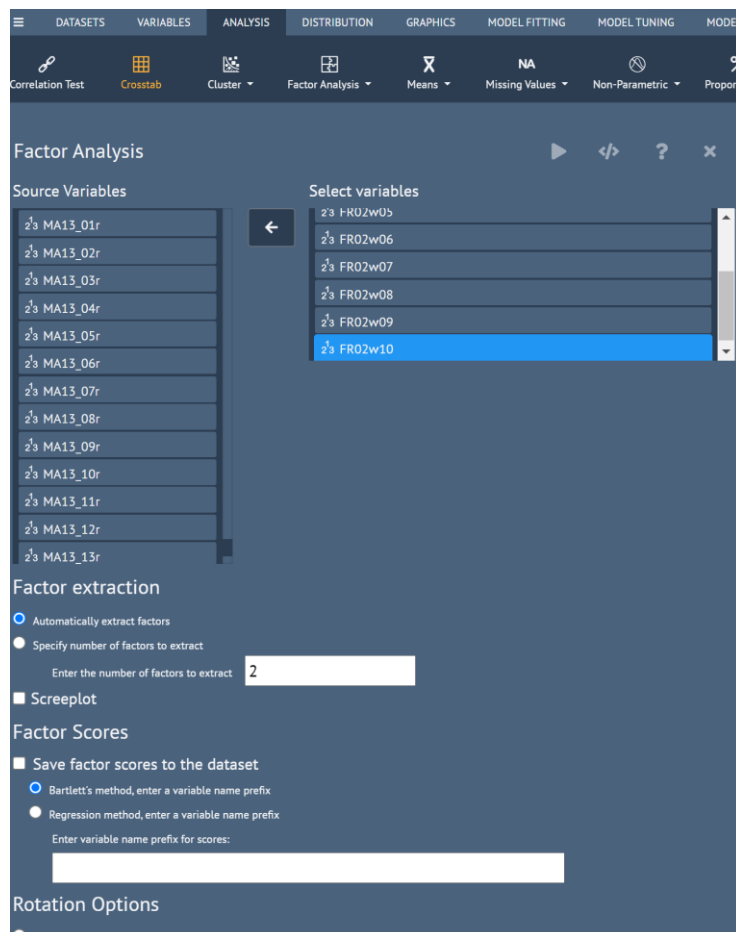 DATASETS VARIABLES ANALYSIS DISTRIBUTION GRAPHICS MODEL FITTING MODEL TUNING
NA
Correlation Test Crosstab Cluster Factor Analysis Means Missing Values Non-Parametric
Factor Analysis
Source Variables
MA13_01r
MA13_02r
MA13_03r
MA13_04r
MA13_05r
MA13_06r
MA13_07r
MA13_08r
MA13_09r
MA13_10r
MA13_11r
MA13_12r
MA13_13r
Select variables
FR02w05
FR02w06
FR02w07
FR02w08
FR02w09
FR02w10
Factor extraction
Automatically extract factors
Specify number of factors to extract
Enter the number of factors to extract 2
Screeplot
Factor Scores
Save factor scores to the dataset
Bartlett's method, enter a variable name prefix
Regression method, enter a variable name prefix
Enter variable name prefix for scores:
Rotation Options